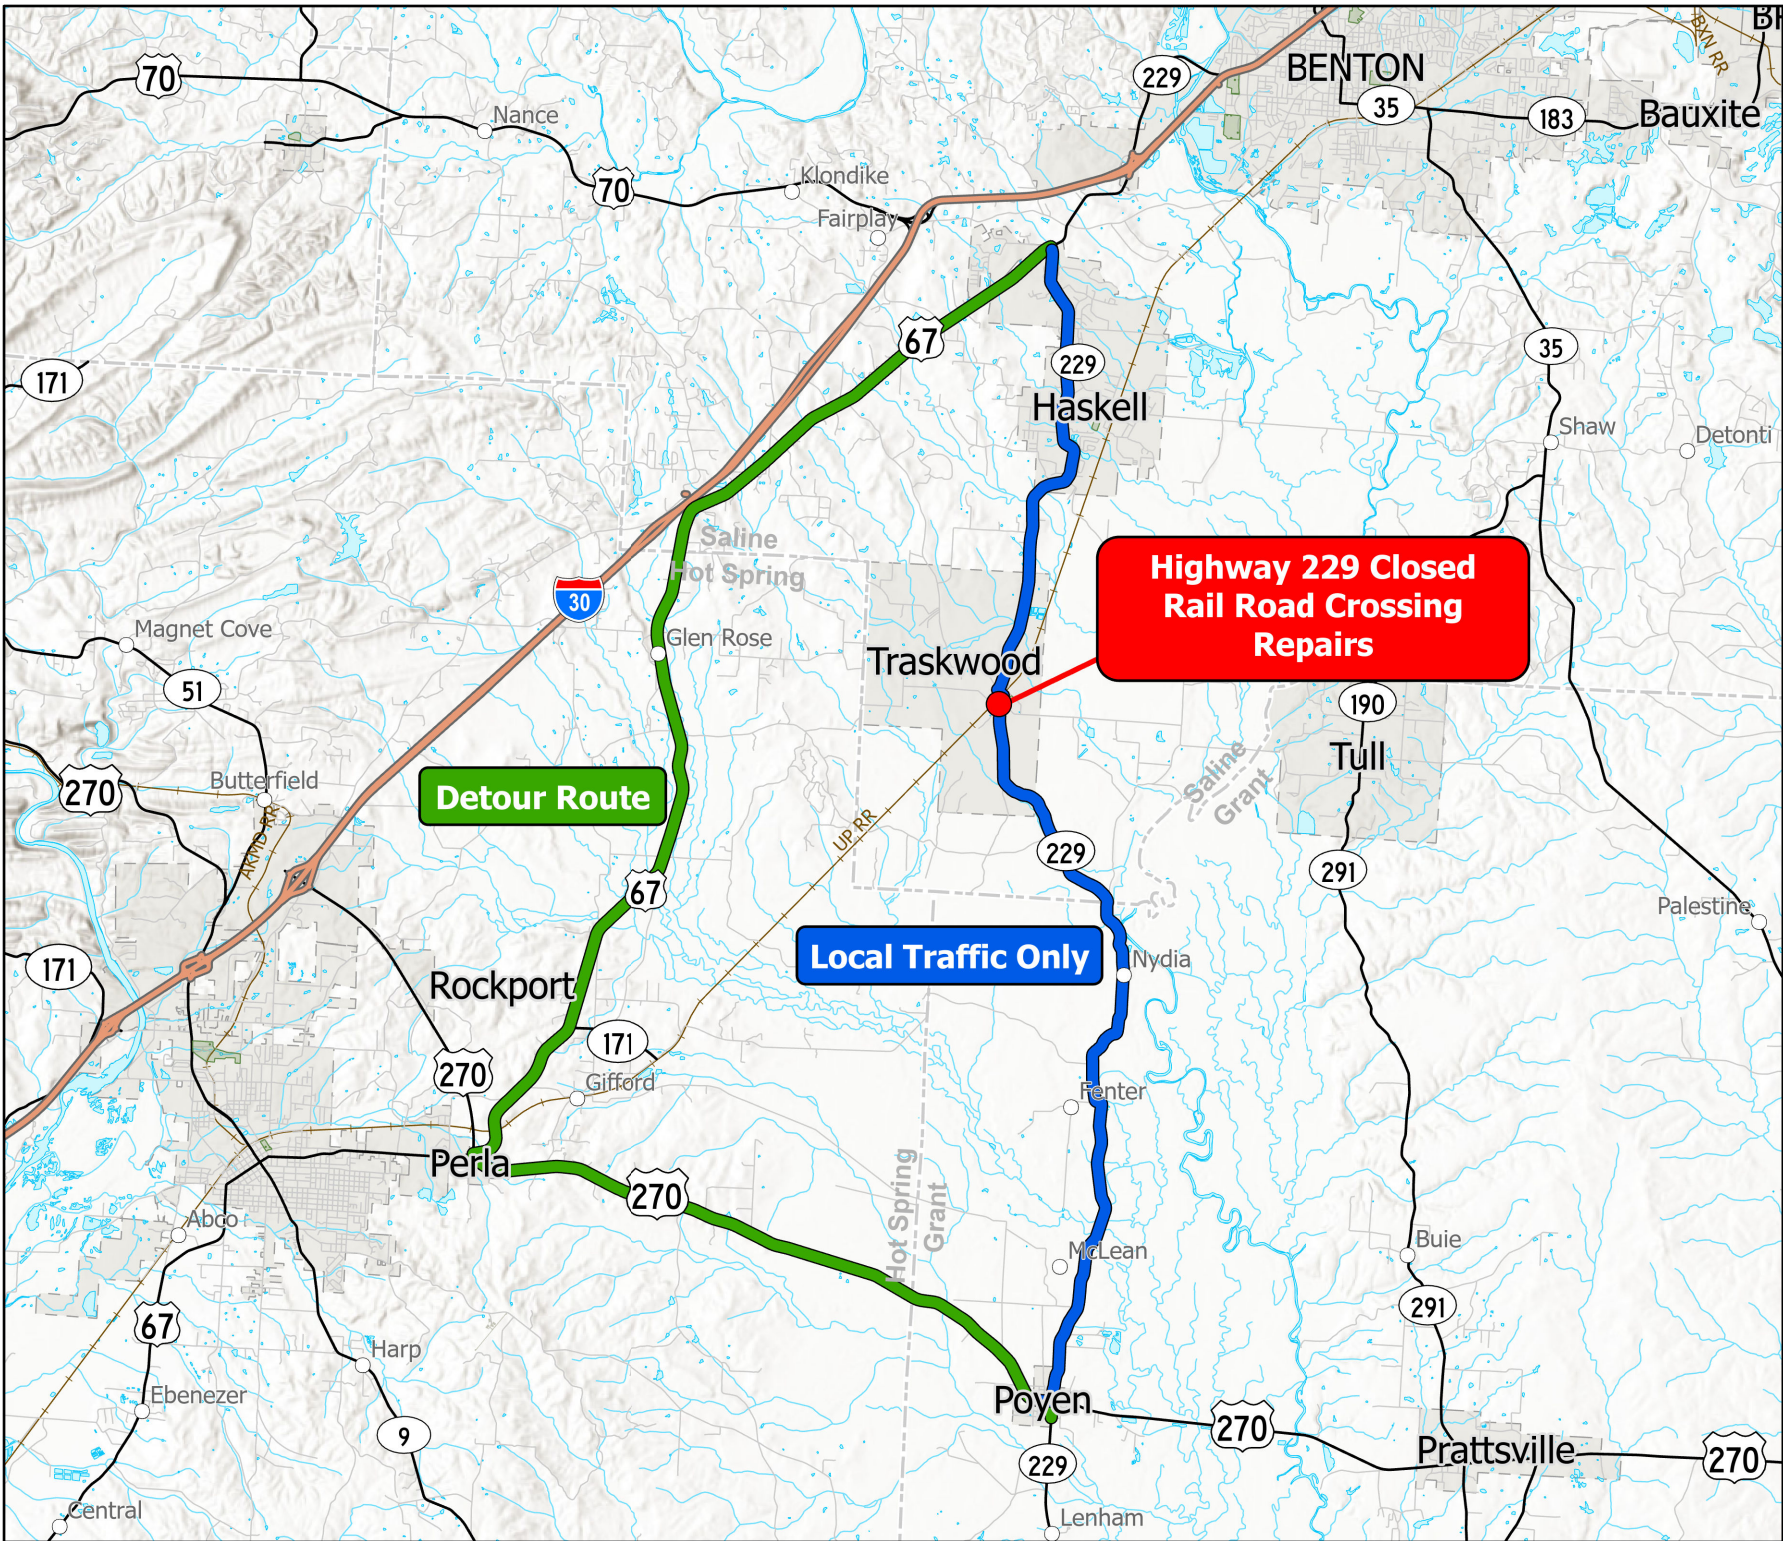 BENTON
229
70
35
183
Bauxite
BXN RR
Nance
70
Klondike
Fairplay
67
229
171
Haskell
35
Shaw
Detonti
Saline
Hot Spring
Highway 229 Closed
Rail Road Crossing
Repairs
30
Magnet Cove
Glen Rose
51
Traskwood
190
Tull
Saline
Grant
Butterfield
270
Detour Route
AKMD RR
UP RR
229
291
67
Palestine
Local Traffic Only
Nydia
171
Rockport
171
270
Gifford
Fenter
Perla
270
Hot Spring
Grant
Abco
McLean
Buie
291
67
Harp
Ebenezer
Poyen
270
9
Prattsville
270
229
Central
Lenham